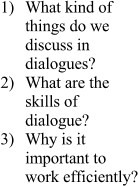 1) What kind of
things do we
discuss in
dialogues?
2) What are the
skills of
dialogue?
3) Why is it
important to
work efficiently?